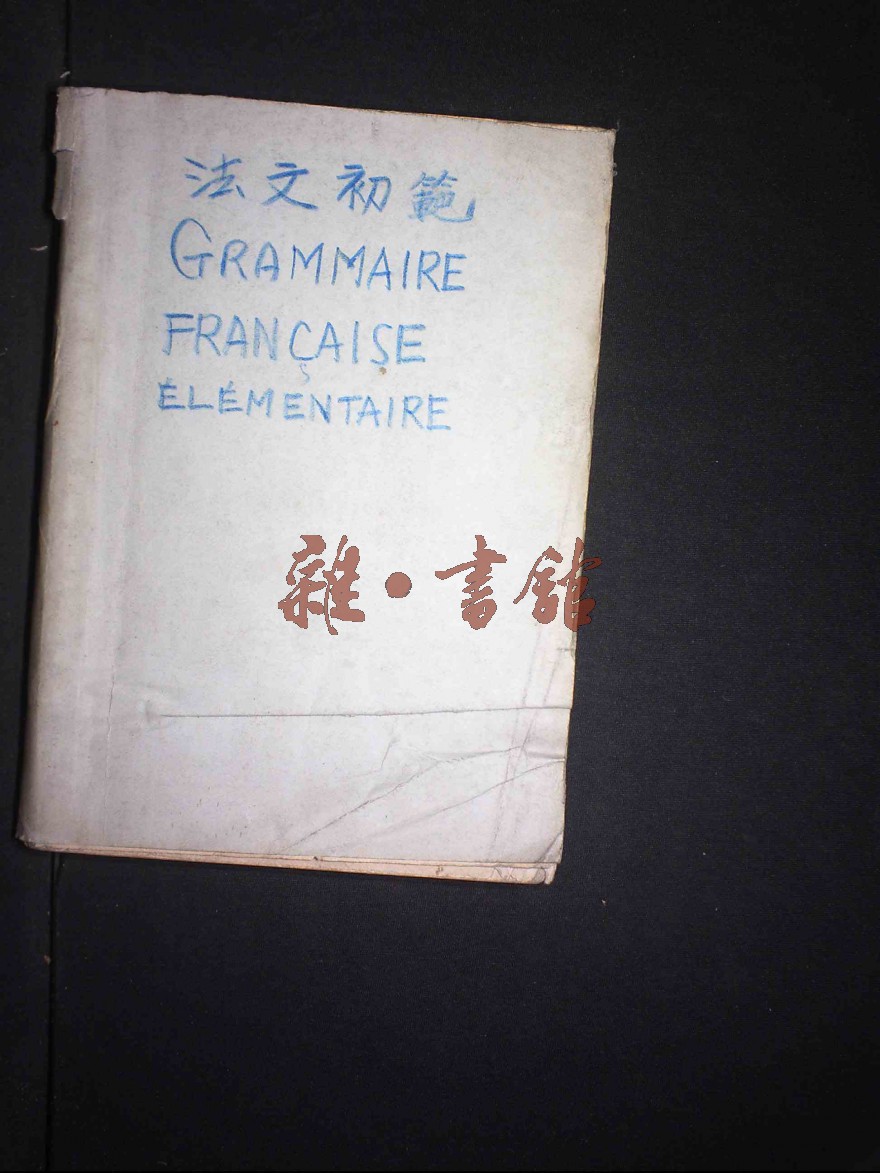 法文初範
GRAMMAIRE
FRANÇAISE
ÉLÉMENTAIRE
雜·書館